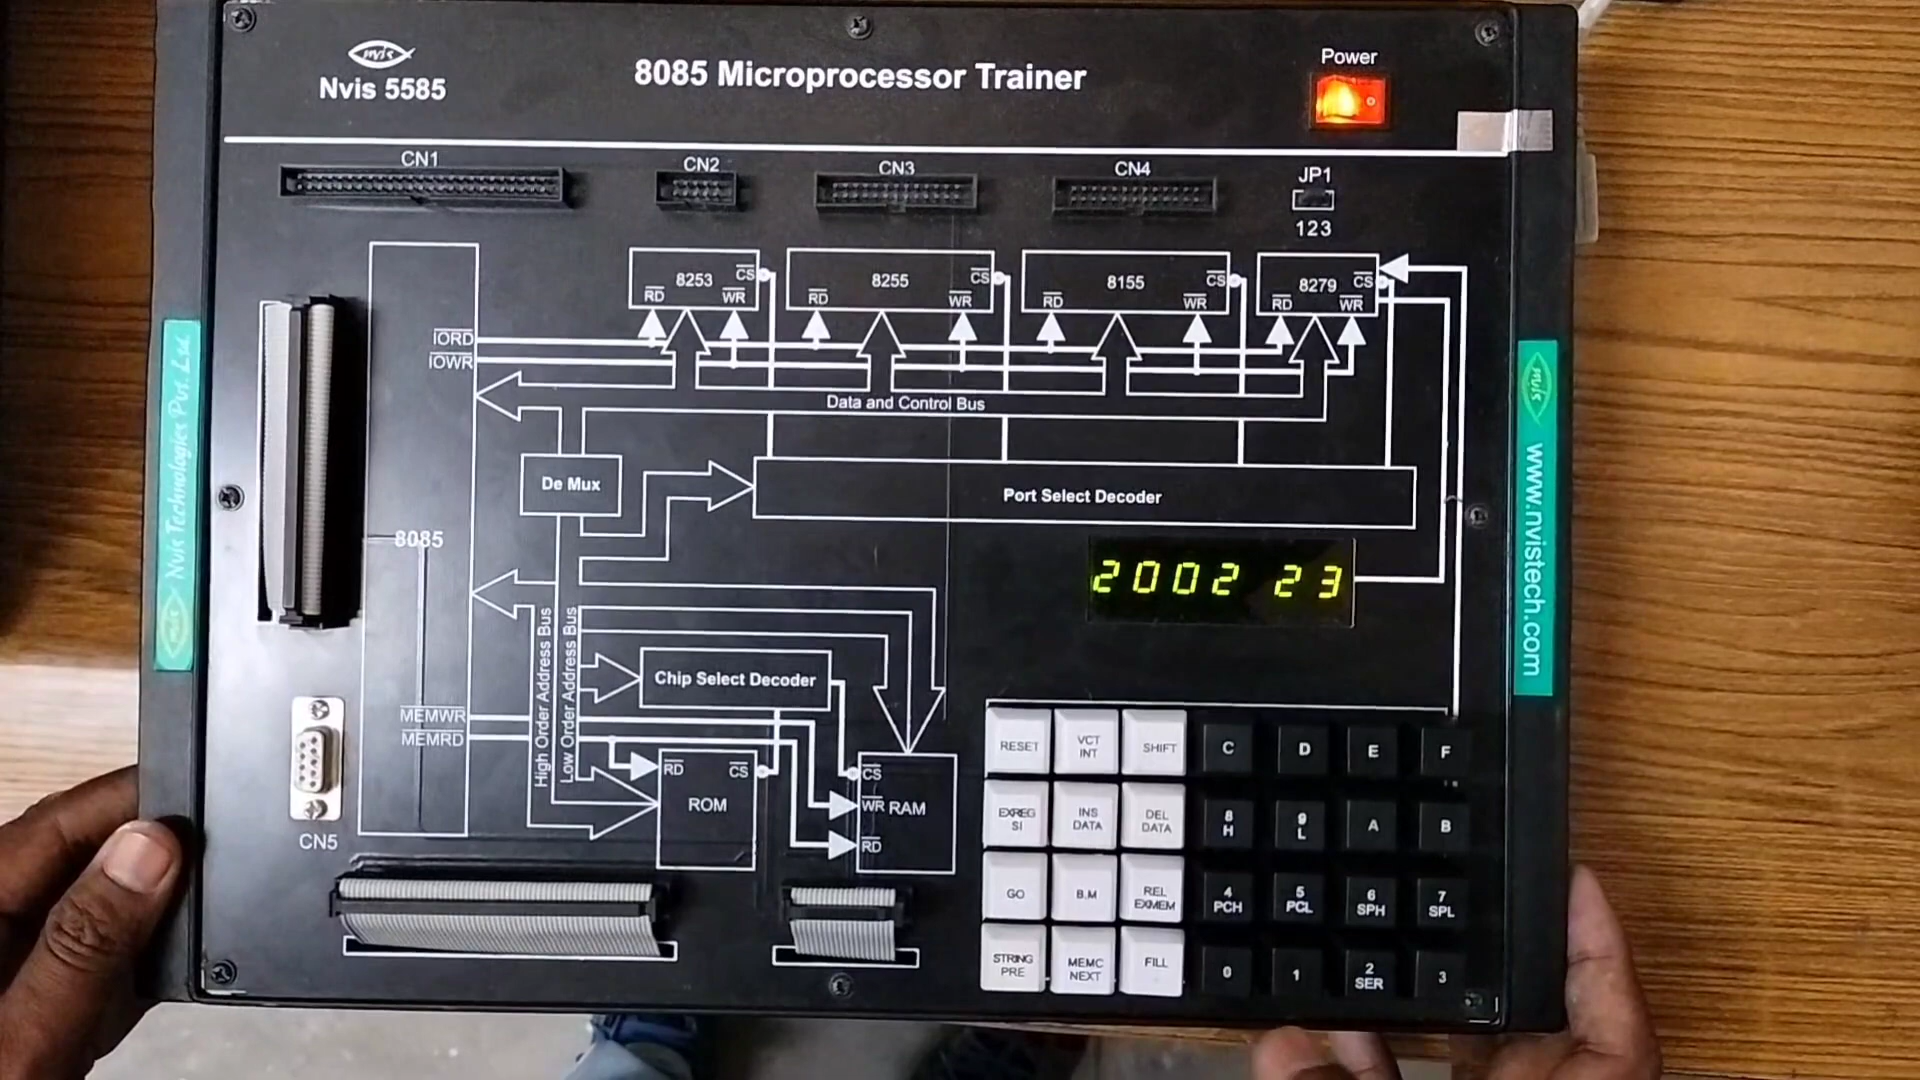 nvis
Nvis 5585
8085 Microprocessor Trainer
Power
CN1
CN2
CN3
CN4
JP1
123
8253
CS
RD
WR
8255
CS
RD
WR
8155
CS
RD
WR
8279
CS
RD
WR
IORD
IOWR
Data and Control Bus
De Mux
Port Select Decoder
8085
2002 23
High Order Address Bus
Low Order Address Bus
Chip Select Decoder
MEMWR
MEMRD
RD
CS
ROM
CS
WR
RAM
RD
CN5
RESET
VCT
INT
SHIFT
C
D
E
F
EXREG
SI
INS
DATA
DEL
DATA
8
H
9
L
A
B
GO
B.M
REL
EXMEM
4
PCH
5
PCL
6
SPH
7
SPL
STRING
PRE
MEMC
NEXT
FILL
0
1
2
SER
3
Nvis Technologies Pvt. Ltd.
nvis
www.nvistech.com